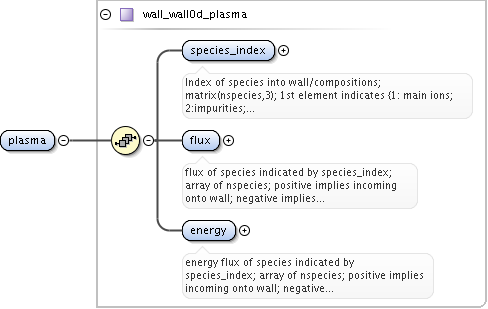 wall_wall0d_plasma
species_index
Index of species into wall/compositions;
matrix(nspecies,3); 1st element indicates {1: main ions;
2:impurities;...
plasma
flux
flux of species indicated by species_index;
array of nspecies; positive implies incoming
onto wall; negative implies...
energy
energy flux of species indicated by
species_index; array of nspecies; positive implies
incoming onto wall; negative...